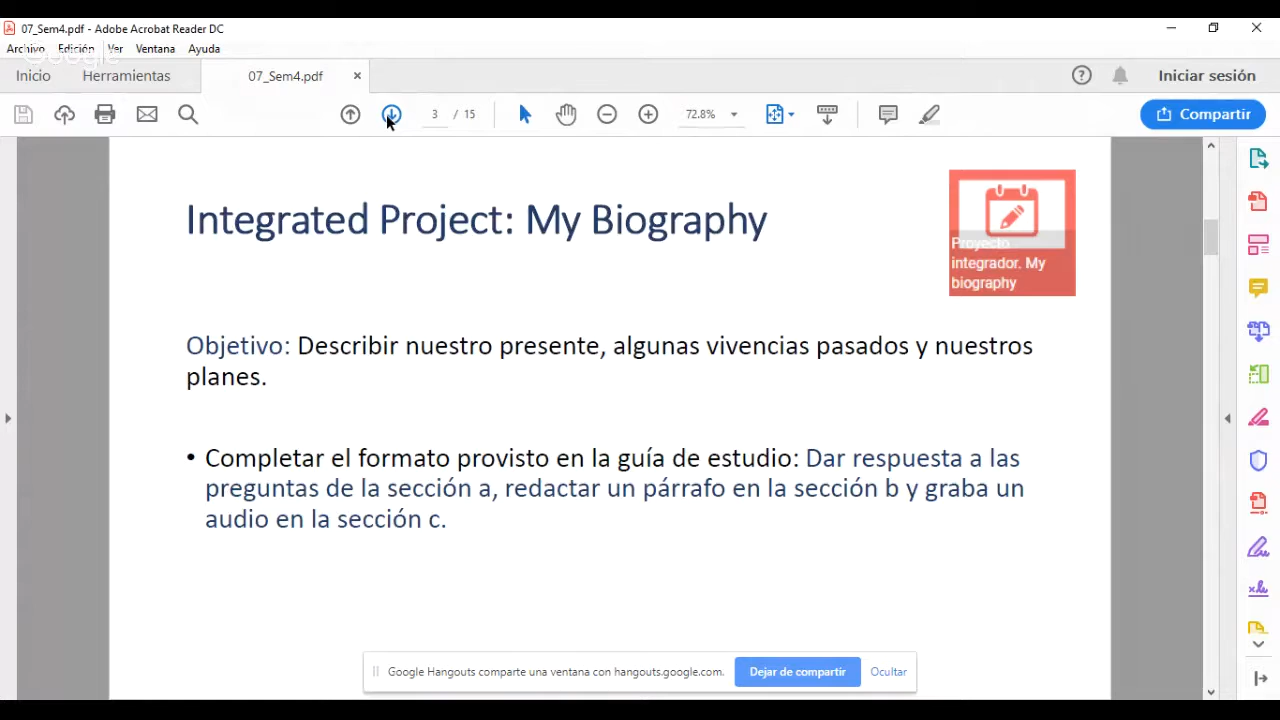 07_Sem4.pdf - Adobe Acrobat Reader DC
Archivo Edición Ver Ventana Ayuda
Google
Inicio Herramientas 07_Sem4.pdf × Iniciar sesión
3 / 15 72.8% Compartir
Integrated Project: My Biography
Proyecto
integrador. My
biography
Objetivo: Describir nuestro presente, algunas vivencias pasados y nuestros
planes.
• Completar el formato provisto en la guía de estudio: Dar respuesta a las
preguntas de la sección a, redactar un párrafo en la sección b y graba un
audio en la sección c.
Google Hangouts comparte una ventana con hangouts.google.com. Dejar de compartir Ocultar